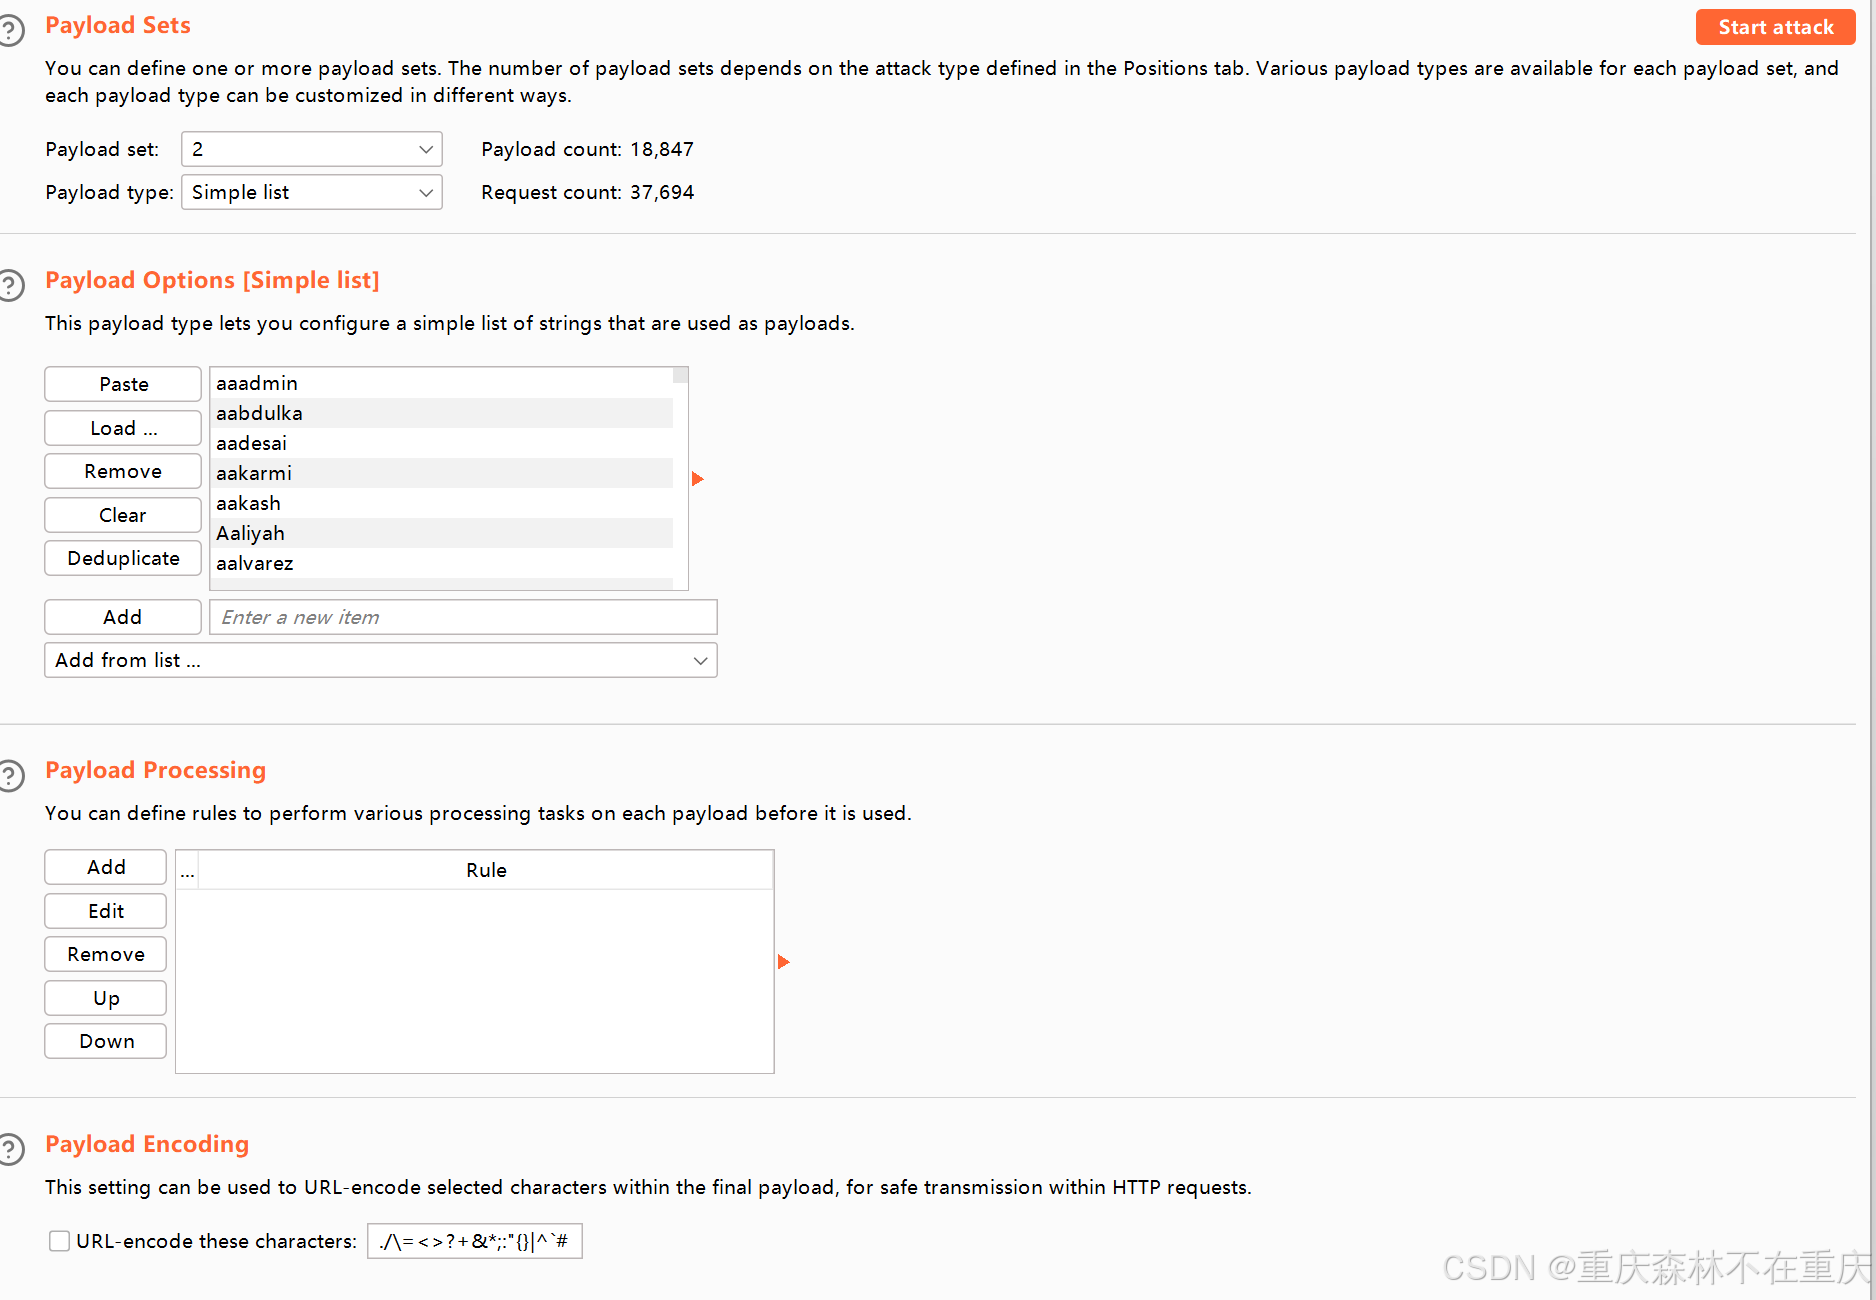 Payload Sets
Start attack
You can define one or more payload sets. The number of payload sets depends on the attack type defined in the Positions tab. Various payload types are available for each payload set, and
each payload type can be customized in different ways.
Payload set: 2 Payload count: 18,847
Payload type: Simple list Request count: 37,694
Payload Options [Simple list]
This payload type lets you configure a simple list of strings that are used as payloads.
Paste
Load ...
Remove
Clear
Deduplicate
aaadmin
aabdulka
aadesai
aakarmi
aakash
Aaliyah
aalvarez
Add Enter a new item
Add from list ...
Payload Processing
You can define rules to perform various processing tasks on each payload before it is used.
Add
Edit
Remove
Up
Down
... Rule
Payload Encoding
This setting can be used to URL-encode selected characters within the final payload, for safe transmission within HTTP requests.
URL-encode these characters: ./\=<>?+&*;:"{}|^`#
CSDN @重庆森林不在重庆